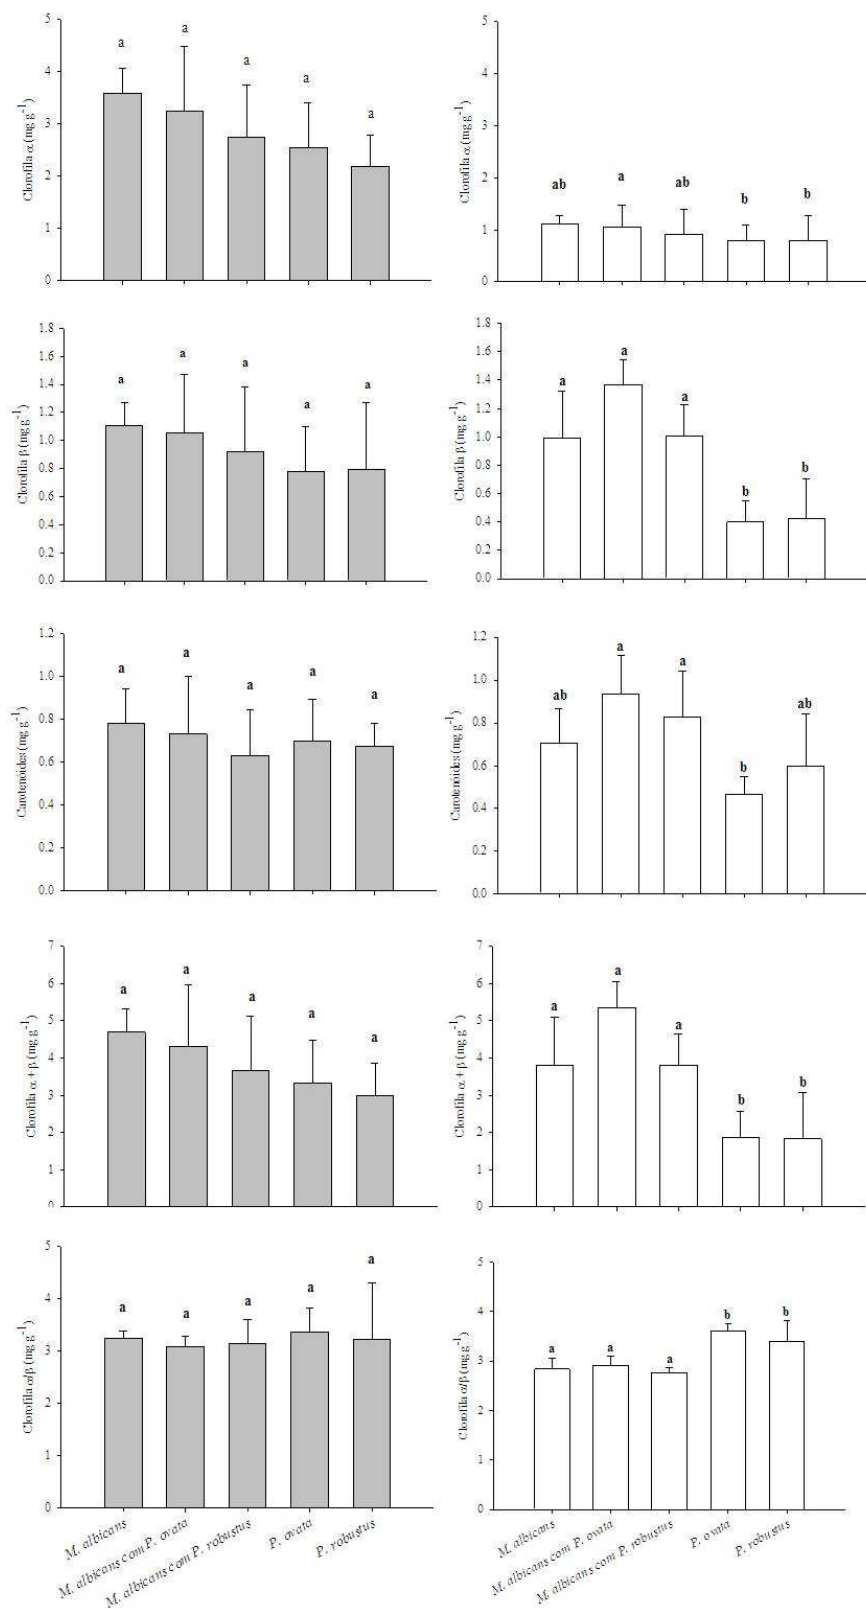 5
4
3
2
1
0
Clorofila α (mg g-1)
a a a a a
5
4
3
2
1
0
Clorofila α (mg g-1)
ab a ab b b
1.8
1.6
1.4
1.2
1.0
0.8
0.6
0.4
0.2
0.0
Clorofila β (mg g-1)
a a a a a
1.8
1.6
1.4
1.2
1.0
0.8
0.6
0.4
0.2
0.0
Clorofila β (mg g-1)
a a a b b
1.2
1.0
0.8
0.6
0.4
0.2
0.0
Carotenóides (mg g-1)
a a a a a
1.2
1.0
0.8
0.6
0.4
0.2
0.0
Carotenóides (mg g-1)
ab a a b ab
7
6
5
4
3
2
1
0
Clorofila α + β (mg g-1)
a a a a a
7
6
5
4
3
2
1
0
Clorofila α + β (mg g-1)
a a a b b
5
4
3
2
1
0
Clorofila α/β (mg g-1)
a a a a a
M. albicans
M. albicans com P. ovata
M. albicans com P. robustus
P. ovata
P. robustus
5
4
3
2
1
0
Clorofila α/β (mg g-1)
a a a b b
M. albicans
M. albicans com P. ovata
M. albicans com P. robustus
P. ovata
P. robustus